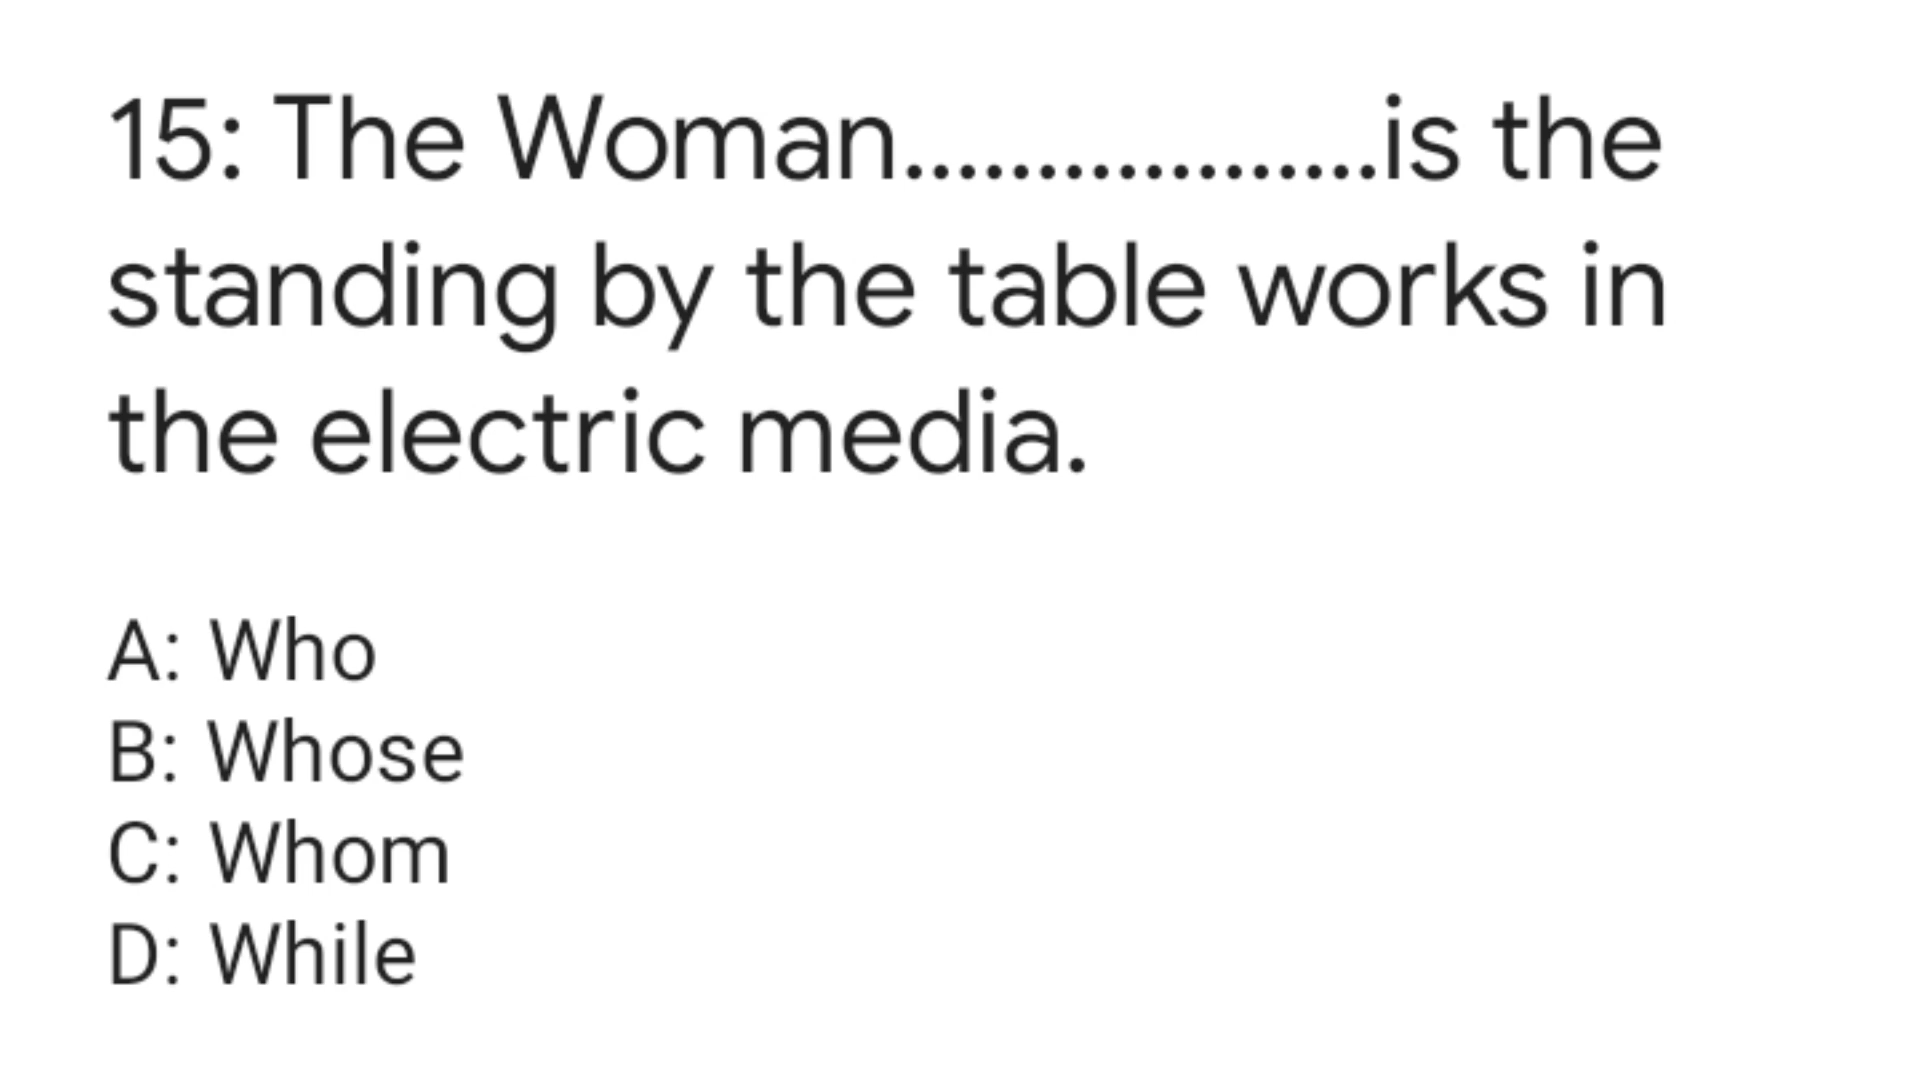 15: The Woman..................is the
standing by the table works in
the electric media.
A: Who
B: Whose
C: Whom
D: While